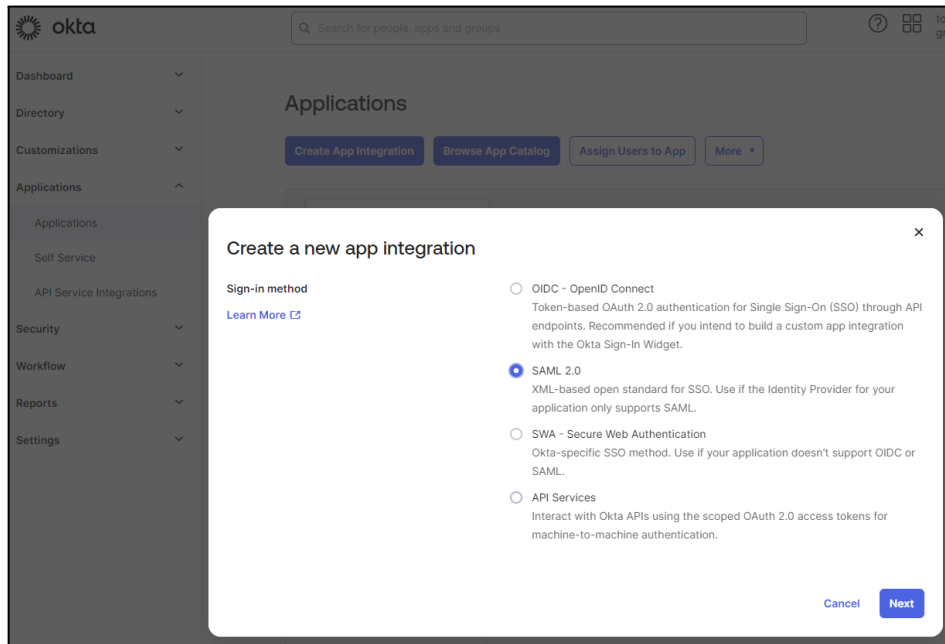 okta
Search for people, apps and groups
Dashboard
Directory
Customizations
Applications
Applications
Self Service
API Service Integrations
Security
Workflow
Reports
Settings
Applications
Create App Integration
Browse App Catalog
Assign Users to App
More
Create a new app integration
Sign-in method
Learn More
OIDC - OpenID Connect
Token-based OAuth 2.0 authentication for Single Sign-On (SSO) through API
endpoints. Recommended if you intend to build a custom app integration
with the Okta Sign-In Widget.
SAML 2.0
XML-based open standard for SSO. Use if the Identity Provider for your
application only supports SAML.
SWA - Secure Web Authentication
Okta-specific SSO method. Use if your application doesn't support OIDC or
SAML.
API Services
Interact with Okta APIs using the scoped OAuth 2.0 access tokens for
machine-to-machine authentication.
Cancel
Next